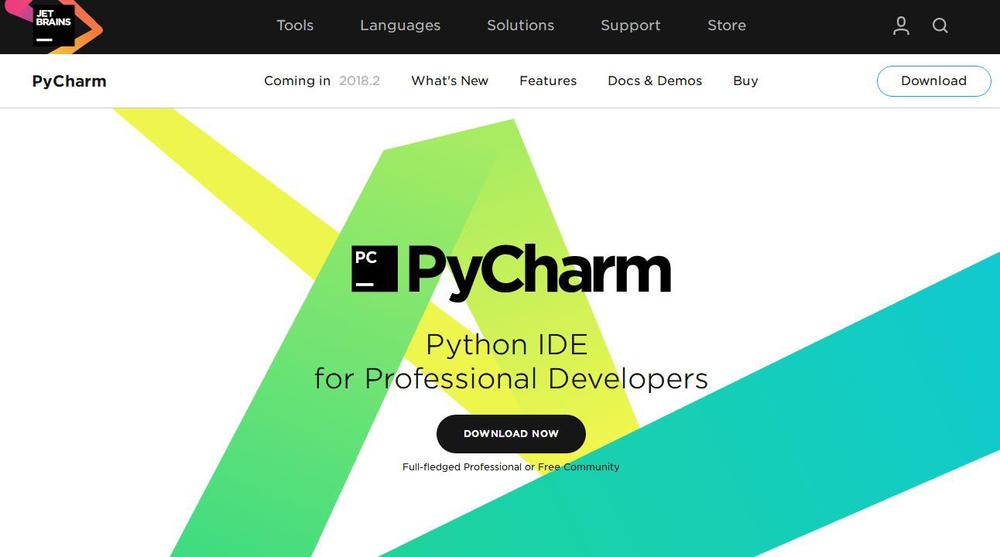 JET
BRAINS
Tools Languages Solutions Support Store
PyCharm Coming in 2018.2 What's New Features Docs & Demos Buy Download
PC PyCharm
Python IDE
for Professional Developers
DOWNLOAD NOW
Full-fledged Professional or Free Community